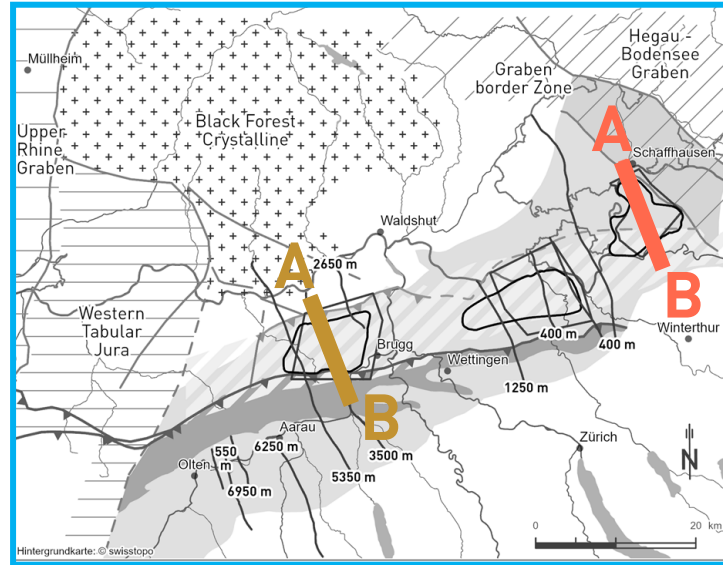 Müllheim
Hegau -
Bodensee
Graben
Graben
border Zone
Black Forest
Crystalline
Upper
Rhine
Graben
A
Schaffhausen
Waldshut
A
2650 m
B
Western
Tabular
Jura
400 m
400 m
Winterthur
Brugg
Wettingen
1250 m
B
Aarau
Zürich
550
m
6250 m
3500 m
Olten
5350 m
6950 m
N
0
20 km
Hintergrundkarte: © swisstopo